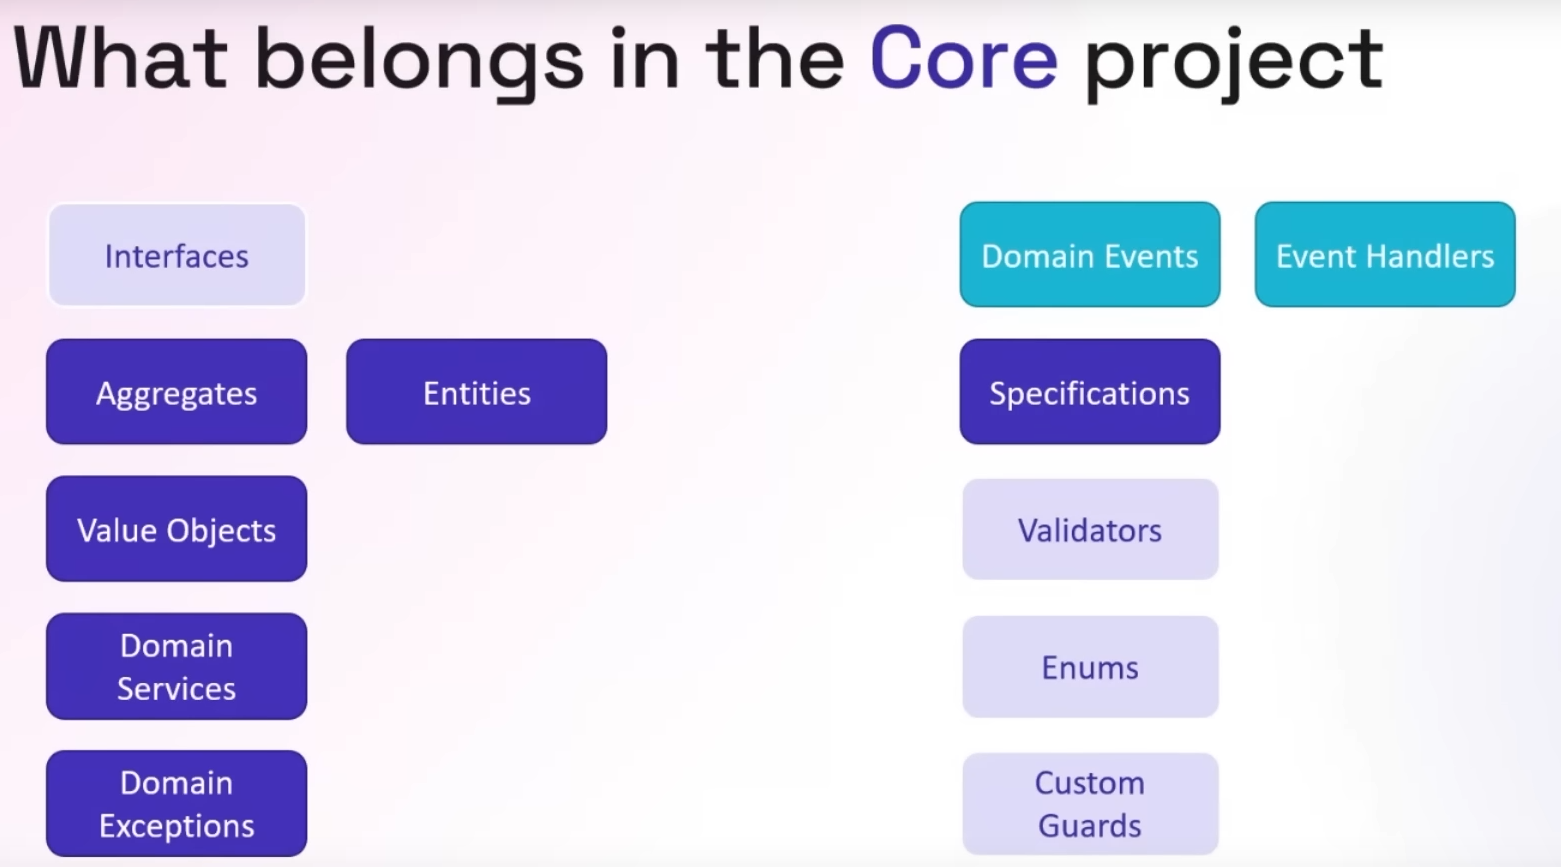 What belongs in the Core project
Interfaces
Domain Events
Event Handlers
Aggregates
Entities
Specifications
Value Objects
Validators
Domain
Services
Enums
Domain
Exceptions
Custom
Guards